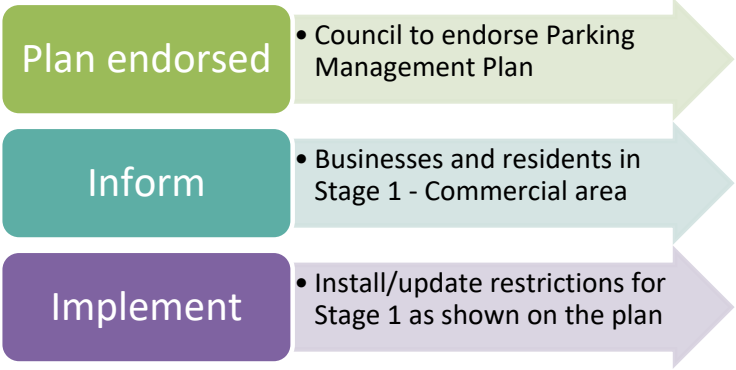 Plan endorsed
• Council to endorse Parking
Management Plan
Inform
• Businesses and residents in
Stage 1 - Commercial area
Implement
• Install/update restrictions for
Stage 1 as shown on the plan